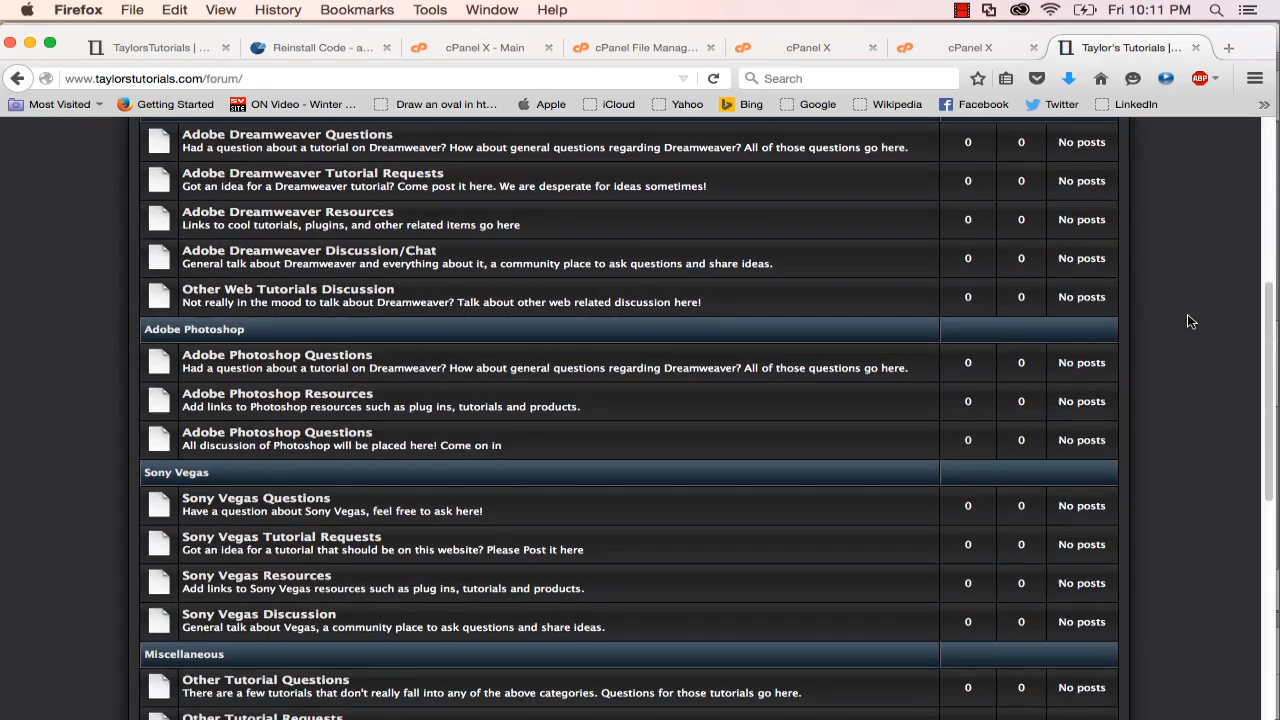 Firefox File Edit View History Bookmarks Tools Window Help Fri 10:11 PM
TaylorsTutorials | ... Reinstall Code - a... cPanel X - Main cPanel File Manag... cPanel X cPanel X Taylor's Tutorials |...
www.taylorstutorials.com/forum/ Search ABP
Most Visited Getting Started SV SITE ON Video - Winter ... Draw an oval in ht... Apple iCloud Yahoo Bing Google Wikipedia Facebook Twitter LinkedIn
Adobe Dreamweaver Questions
Had a question about a tutorial on Dreamweaver? How about general questions regarding Dreamweaver? All of those questions go here. 0 0 No posts
Adobe Dreamweaver Tutorial Requests
Got an idea for a Dreamweaver tutorial? Come post it here. We are desperate for ideas sometimes! 0 0 No posts
Adobe Dreamweaver Resources
Links to cool tutorials, plugins, and other related items go here 0 0 No posts
Adobe Dreamweaver Discussion/Chat
General talk about Dreamweaver and everything about it, a community place to ask questions and share ideas. 0 0 No posts
Other Web Tutorials Discussion
Not really in the mood to talk about Dreamweaver? Talk about other web related discussion here! 0 0 No posts
Adobe Photoshop
Adobe Photoshop Questions
Had a question about a tutorial on Dreamweaver? How about general questions regarding Dreamweaver? All of those questions go here. 0 0 No posts
Adobe Photoshop Resources
Add links to Photoshop resources such as plug ins, tutorials and products. 0 0 No posts
Adobe Photoshop Questions
All discussion of Photoshop will be placed here! Come on in 0 0 No posts
Sony Vegas
Sony Vegas Questions
Have a question about Sony Vegas, feel free to ask here! 0 0 No posts
Sony Vegas Tutorial Requests
Got an idea for a tutorial that should be on this website? Please Post it here 0 0 No posts
Sony Vegas Resources
Add links to Sony Vegas resources such as plug ins, tutorials and products. 0 0 No posts
Sony Vegas Discussion
General talk about Vegas, a community place to ask questions and share ideas. 0 0 No posts
Miscellaneous
Other Tutorial Questions
There are a few tutorials that don't really fall into any of the above categories. Questions for those tutorials go here. 0 0 No posts
Other Tutorial Requests